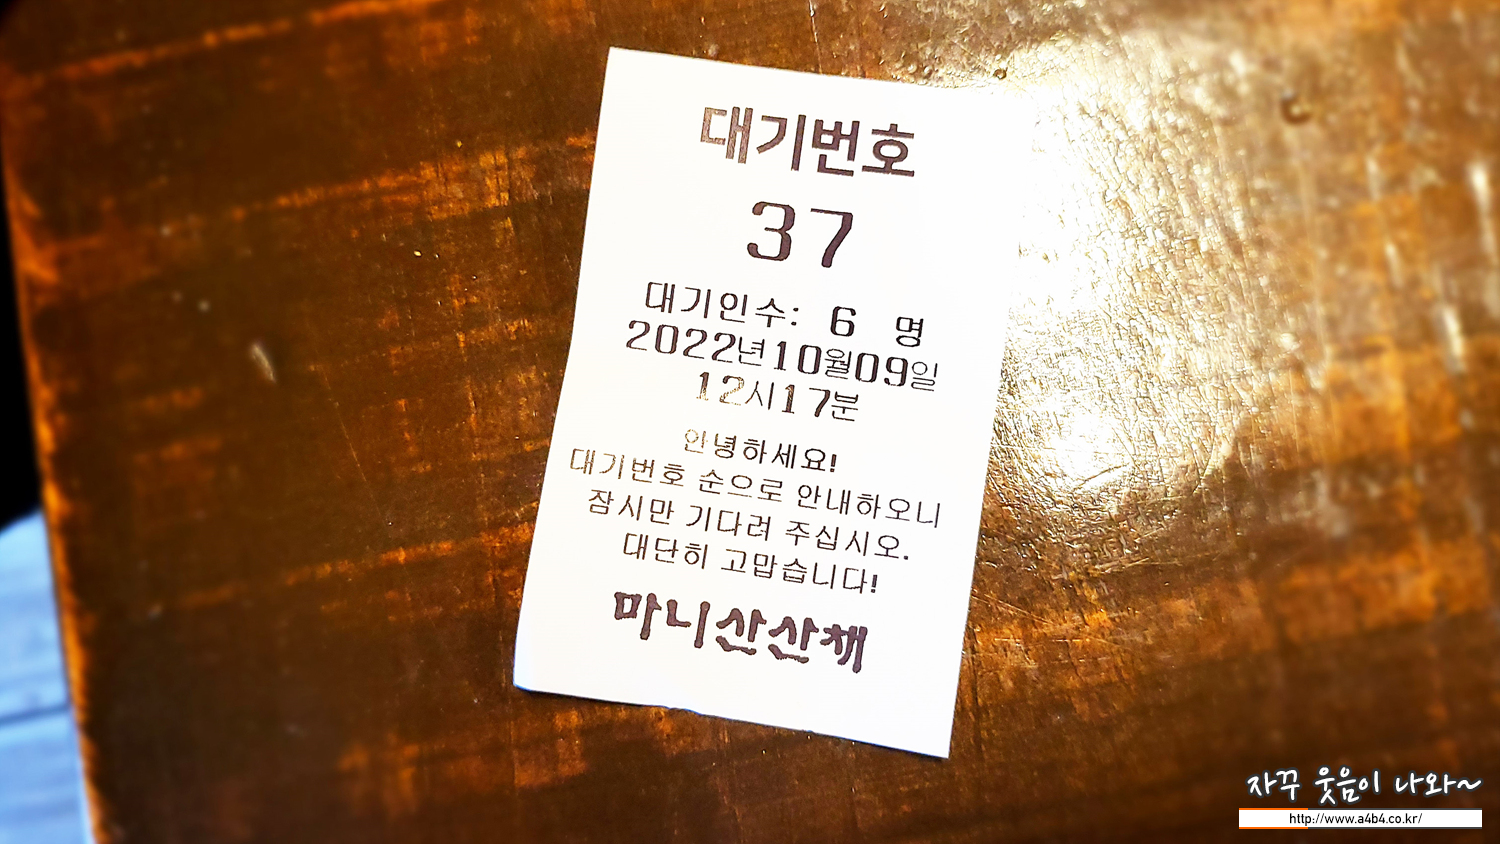 대기번호
37
대기인수: 6 명
2022년10월09일
12시17분
안녕하세요!
대기번호 순으로 안내하오니
잠시만 기다려 주십시오.
대단히 고맙습니다!
마니산산채
자꾸 웃음이 나와~
http://www.a4b4.co.kr/